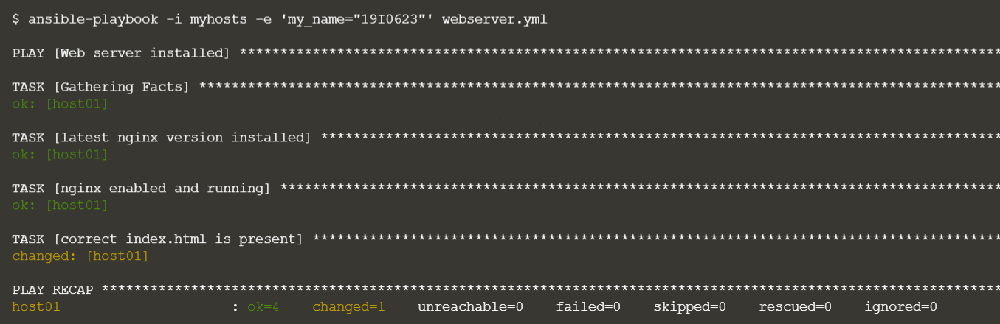 $ ansible-playbook -i myhosts -e 'my_name="19I0623"' webserver.yml
PLAY [Web server installed] **********************************************************************************************
TASK [Gathering Facts] ***************************************************************************************************
ok: [host01]
TASK [latest nginx version installed] ************************************************************************************
ok: [host01]
TASK [nginx enabled and running] *****************************************************************************************
ok: [host01]
TASK [correct index.html is present] *************************************************************************************
changed: [host01]
PLAY RECAP ***************************************************************************************************************
host01 : ok=4 changed=1 unreachable=0 failed=0 skipped=0 rescued=0 ignored=0